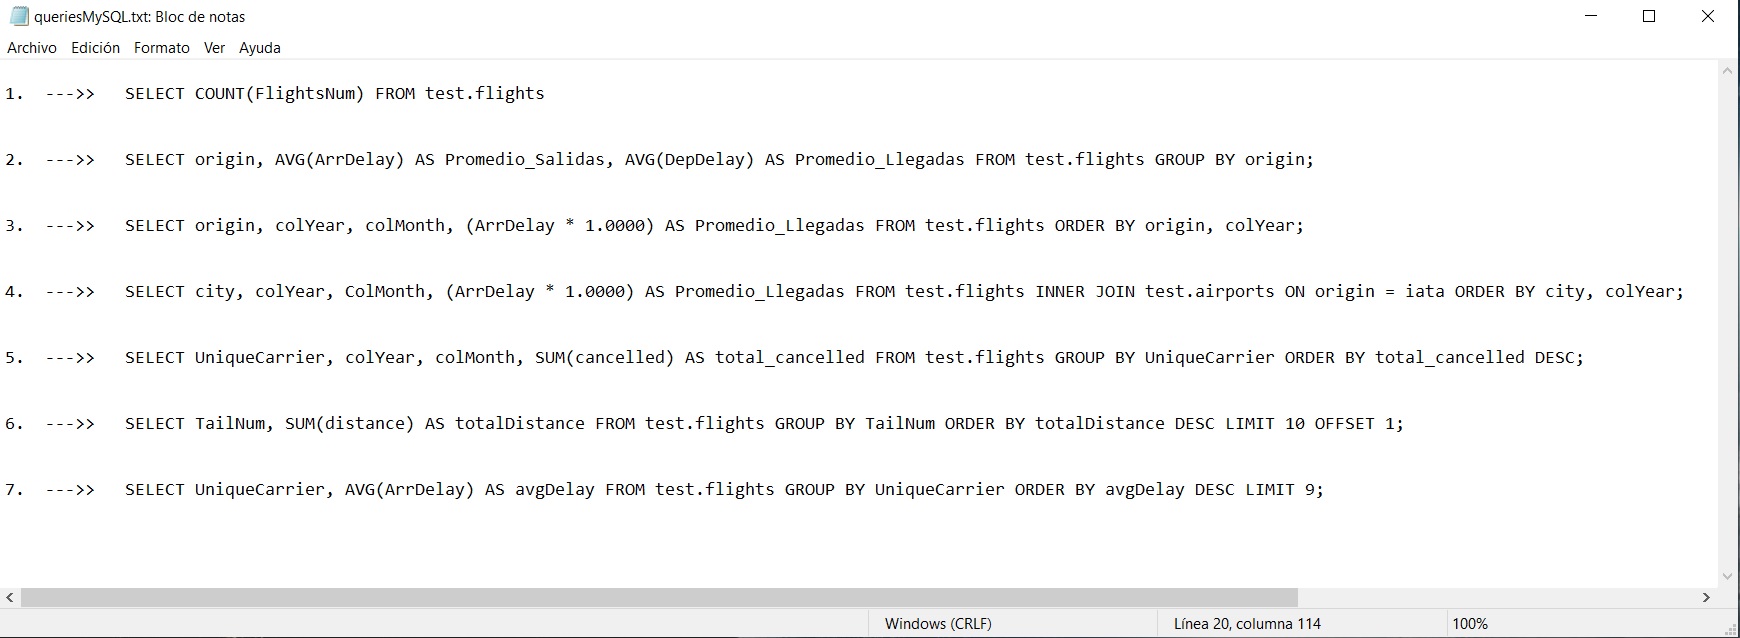 queriesMySQL.txt: Bloc de notas
Archivo Edición Formato Ver Ayuda
1. --->> SELECT COUNT(FlightsNum) FROM test.flights
2. --->> SELECT origin, AVG(ArrDelay) AS Promedio_Salidas, AVG(DepDelay) AS Promedio_Llegadas FROM test.flights GROUP BY origin;
3. --->> SELECT origin, colYear, colMonth, (ArrDelay * 1.0000) AS Promedio_Llegadas FROM test.flights ORDER BY origin, colYear;
4. --->> SELECT city, colYear, ColMonth, (ArrDelay * 1.0000) AS Promedio_Llegadas FROM test.flights INNER JOIN test.airports ON origin = iata ORDER BY city, colYear;
5. --->> SELECT UniqueCarrier, colYear, colMonth, SUM(cancelled) AS total_cancelled FROM test.flights GROUP BY UniqueCarrier ORDER BY total_cancelled DESC;
6. --->> SELECT TailNum, SUM(distance) AS totalDistance FROM test.flights GROUP BY TailNum ORDER BY totalDistance DESC LIMIT 10 OFFSET 1;
7. --->> SELECT UniqueCarrier, AVG(ArrDelay) AS avgDelay FROM test.flights GROUP BY UniqueCarrier ORDER BY avgDelay DESC LIMIT 9;
Windows (CRLF) Línea 20, columna 114 100%